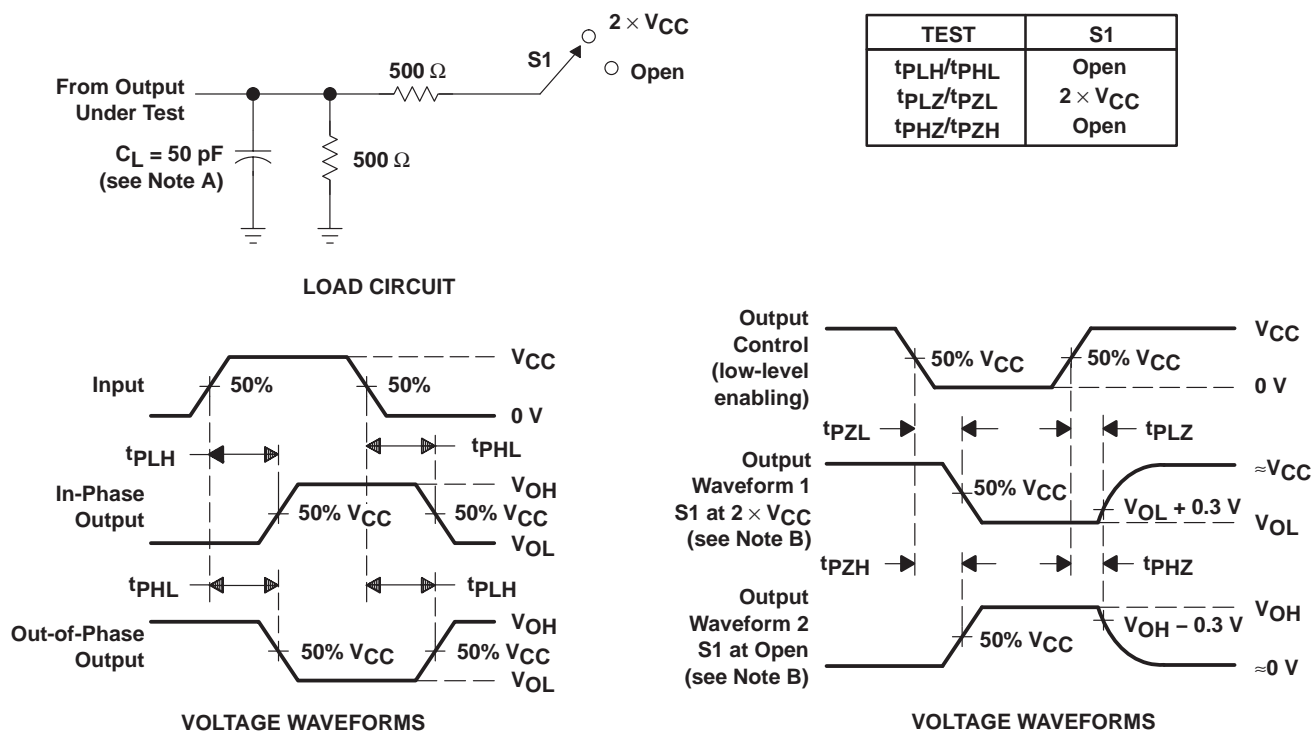 2 × VCC
S1
Open
500 Ω
From Output
Under Test
CL = 50 pF
(see Note A)
500 Ω
LOAD CIRCUIT
TEST S1
tPLH/tPHL Open
tPLZ/tPZL 2 × VCC
tPHZ/tPZH Open
Input
50%
50%
VCC
0 V
tPLH
tPHL
In-Phase
Output
50% VCC
VOH
50% VCC
VOL
tPHL
tPLH
Out-of-Phase
Output
50% VCC
VOH
50% VCC
VOL
VOLTAGE WAVEFORMS
Output
Control
(low-level
enabling)
50% VCC
50% VCC
VCC
0 V
tPZL
tPLZ
Output
Waveform 1
S1 at 2 × VCC
(see Note B)
50% VCC
≈VCC
VOL + 0.3 V
VOL
tPZH
tPHZ
Output
Waveform 2
S1 at Open
(see Note B)
50% VCC
VOH
VOH − 0.3 V
≈0 V
VOLTAGE WAVEFORMS